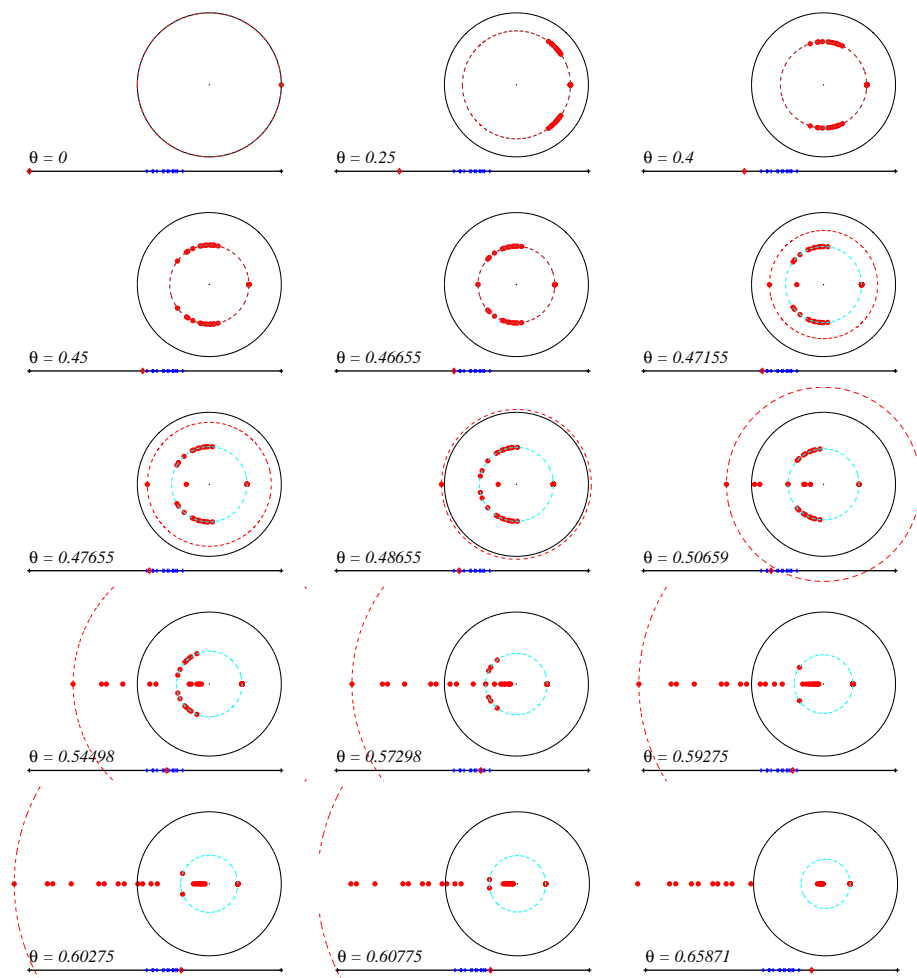 θ = 0
θ = 0.25
θ = 0.4
θ = 0.45
θ = 0.46655
θ = 0.47155
θ = 0.47655
θ = 0.48655
θ = 0.50659
θ = 0.54498
θ = 0.57298
θ = 0.59275
θ = 0.60275
θ = 0.60775
θ = 0.65871